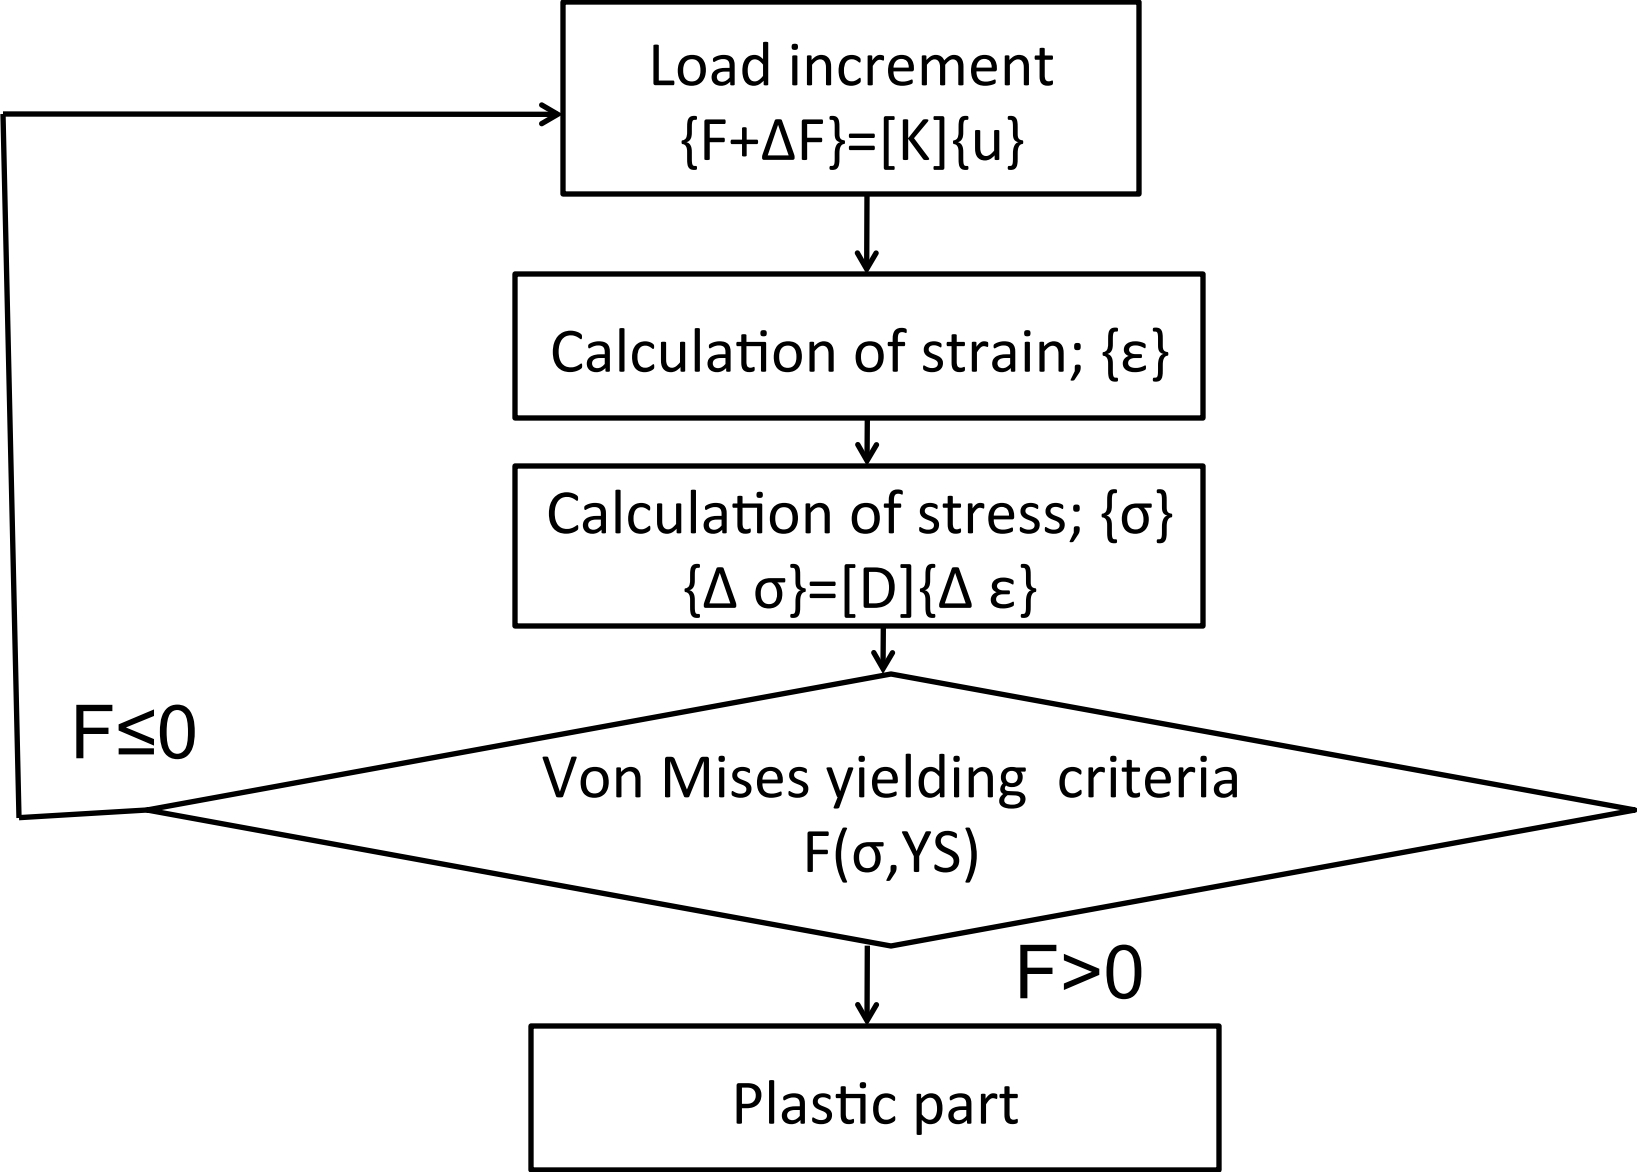 Load increment
{F+ΔF}=[K]{u}
Calculation of strain; {ε}
Calculation of stress; {σ}
{Δ σ}=[D]{Δ ε}
F≤0
Von Mises yielding  criteria
F(σ,YS)
F>0
Plastic part